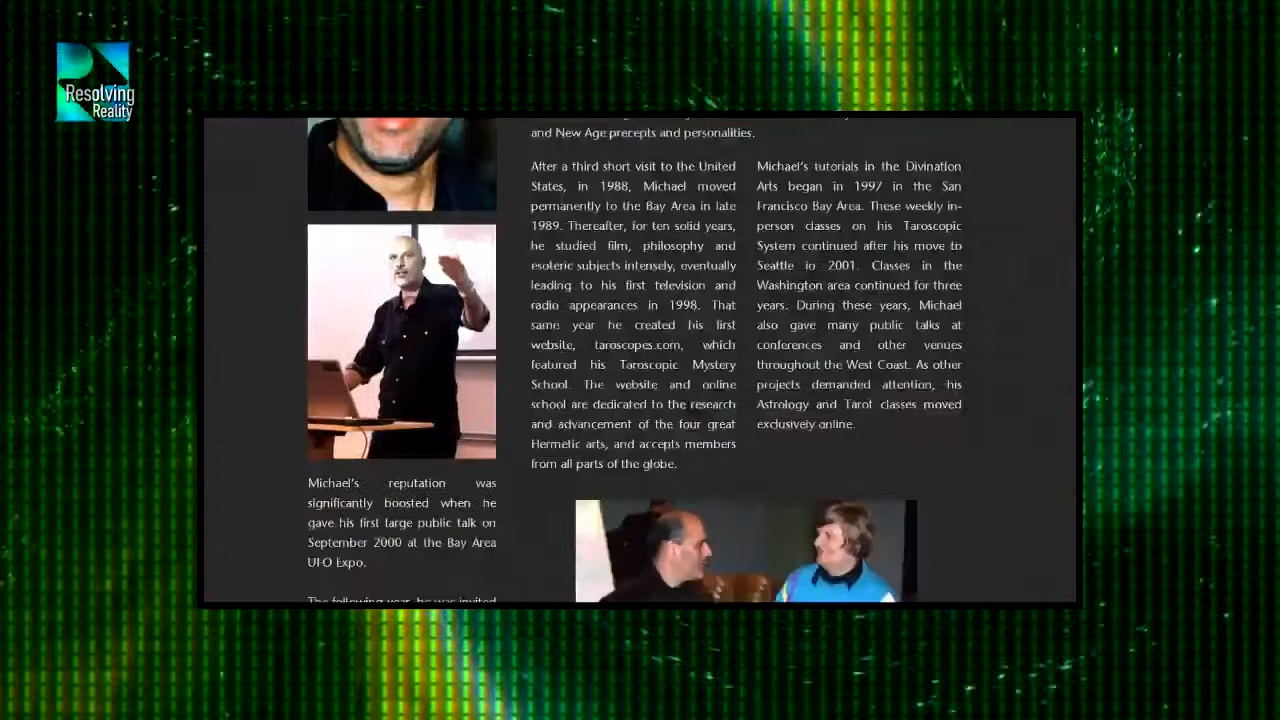 Resolving
Reality
and New Age precepts and personalities.
After a third short visit to the United
States, in 1988, Michael moved
permanently to the Bay Area in late
1989. Thereafter, for ten solid years,
he studied film, philosophy and
esoteric subjects intensely, eventually
leading to his first television and
radio appearances in 1998. That
same year he created his first
website, taroscopes.com, which
featured his Taroscopic Mystery
School. The website and online
school are dedicated to the research
and advancement of the four great
Hermetic arts, and accepts members
from all parts of the globe.
Michael's tutorials in the Divination
Arts began in 1997 in the San
Francisco Bay Area. These weekly in-
person classes on his Taroscopic
System continued after his move to
Seattle in 2001. Classes in the
Washington area continued for three
years. During these years, Michael
also gave many public talks at
conferences and other venues
throughout the West Coast. As other
projects demanded attention, his
Astrology and Tarot classes moved
exclusively online.
Michael's reputation was
significantly boosted when he
gave his first large public talk on
September 2000 at the Bay Area
UFO Expo.
The following year, he was invited